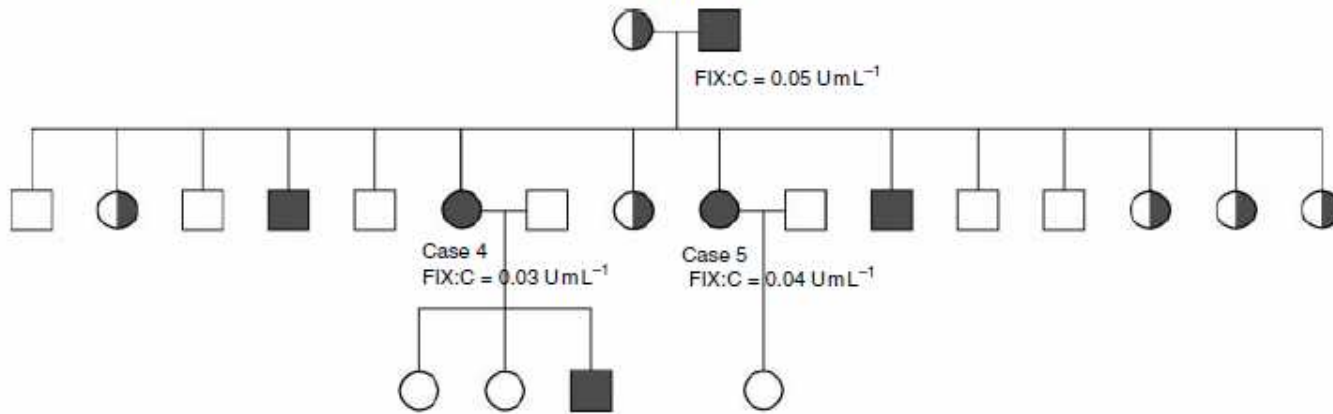 FIX:C = 0.05 UmL⁻¹
Case 4
FIX:C = 0.03 UmL⁻¹
Case 5
FIX:C = 0.04 UmL⁻¹